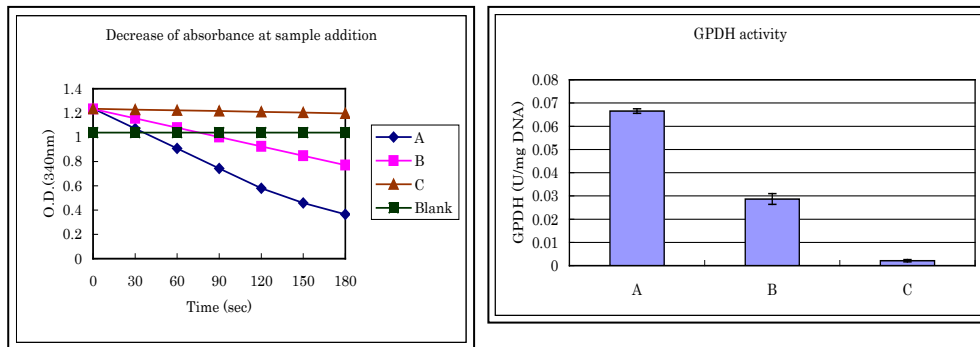 Decrease of absorbance at sample addition
O.D.(340nm)
1.4
1.2
1
0.8
0.6
0.4
0.2
0
0 30 60 90 120 150 180
Time (sec)
A
B
C
Blank
GPDH activity
GPDH (U/mg DNA)
0.08
0.07
0.06
0.05
0.04
0.03
0.02
0.01
0
A B C